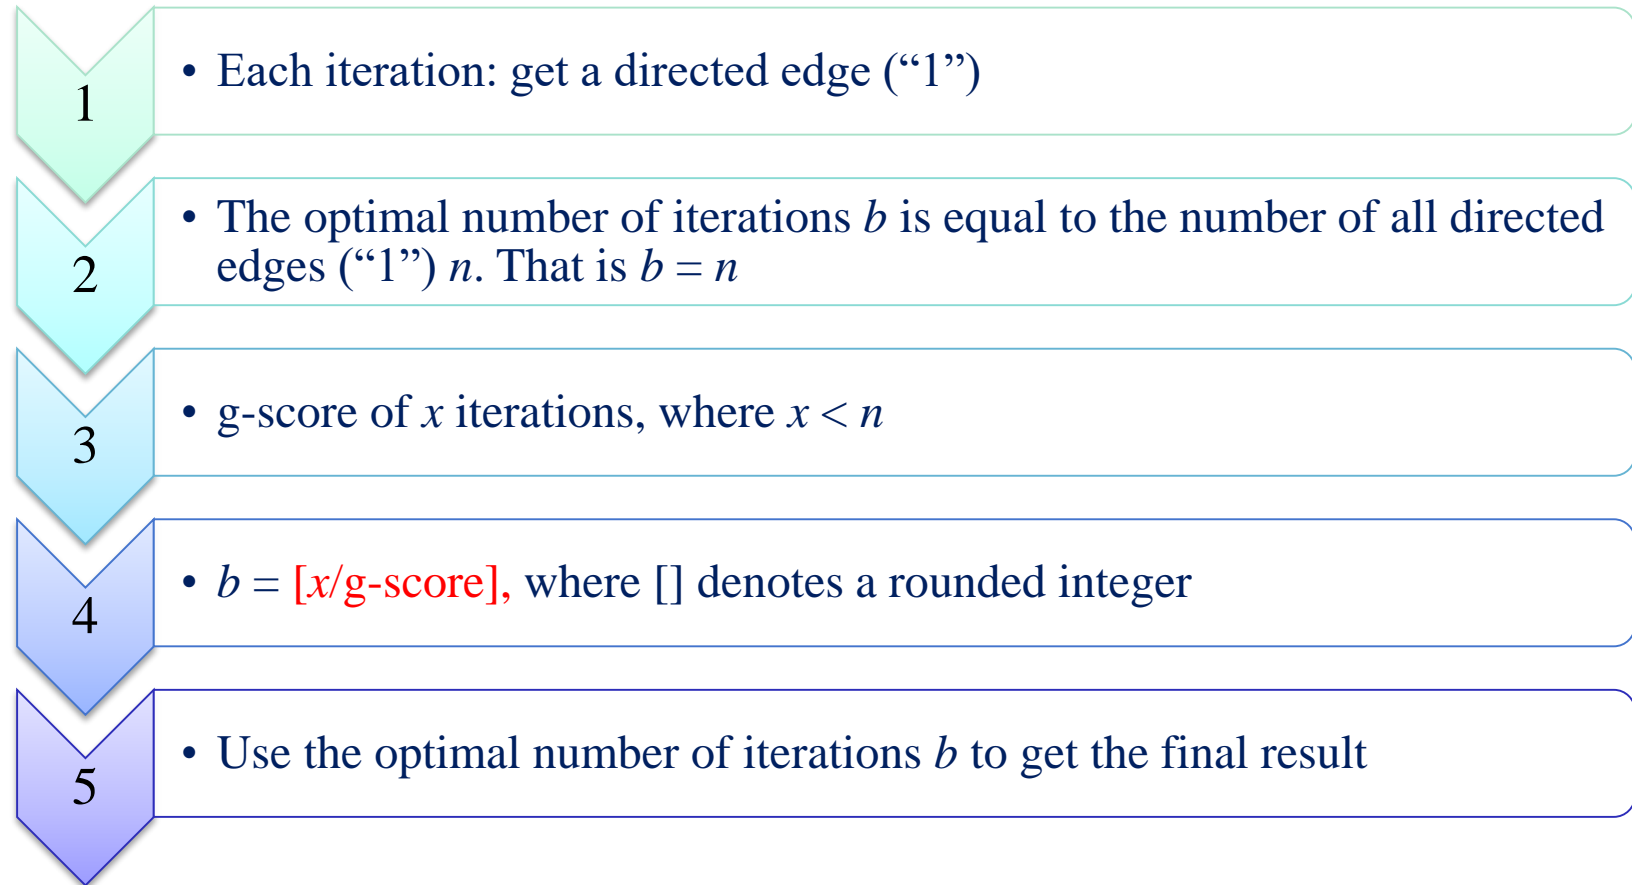 1
• Each iteration: get a directed edge (“1”)
2
• The optimal number of iterations b is equal to the number of all directed
edges (“1”) n. That is b = n
3
• g-score of x iterations, where x < n
4
• b = [x/g-score], where [] denotes a rounded integer
5
• Use the optimal number of iterations b to get the final result